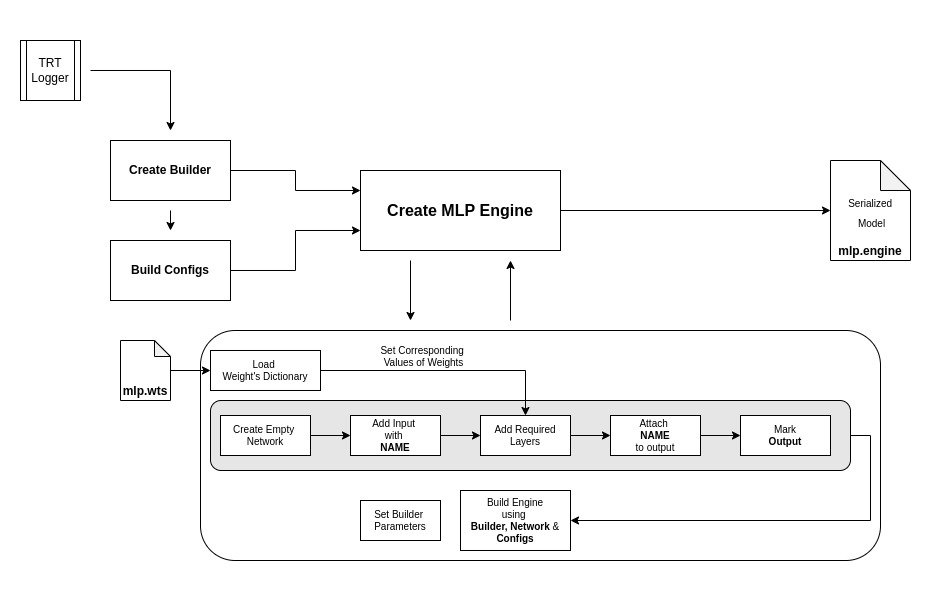 TRT
Logger
Create Builder
Build Configs
Create MLP Engine
Serialized
Model
mlp.engine
mlp.wts
Load
Weight's Dictionary
Set Corresponding
Values of Weights
Create Empty
Network
Add Input
with
NAME
Add Required
Layers
Attach
NAME
to output
Mark
Output
Set Builder
Parameters
Build Engine
using
Builder, Network &
Configs